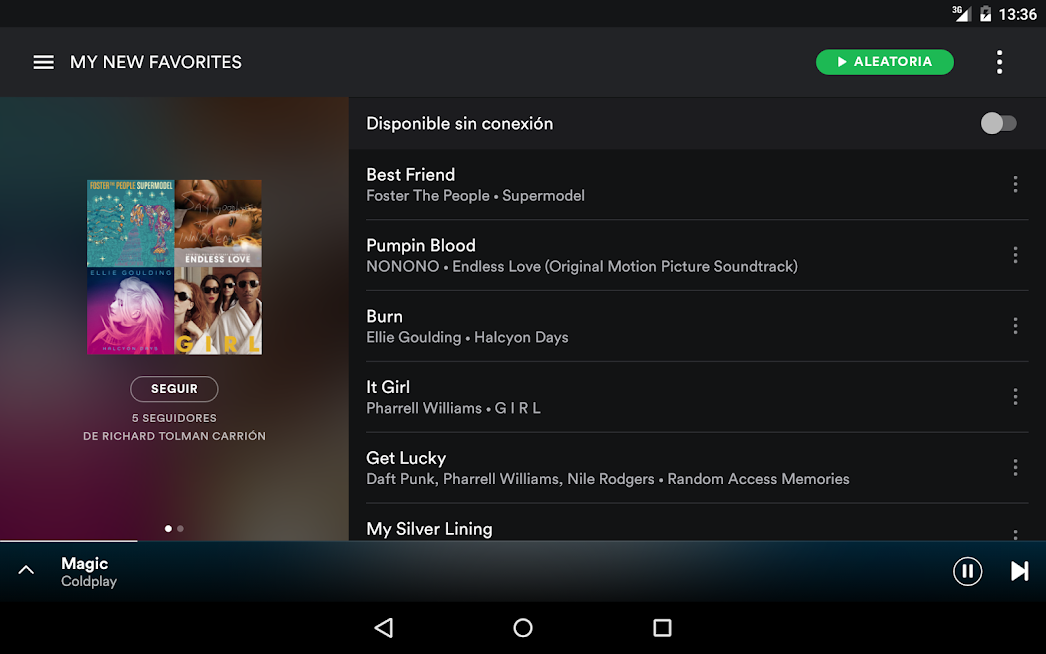 3G 13:36
MY NEW FAVORITES
ALEATORIA
FOSTER THE PEOPLE SUPERMODEL
ENDLESS LOVE
ELLIE GOULDING
HALCYON DAYS
G I R L
SEGUIR
5 SEGUIDORES
DE RICHARD TOLMAN CARRIÓN
Disponible sin conexión
Best Friend
Foster The People • Supermodel
Pumpin Blood
NONONO • Endless Love (Original Motion Picture Soundtrack)
Burn
Ellie Goulding • Halcyon Days
It Girl
Pharrell Williams • G I R L
Get Lucky
Daft Punk, Pharrell Williams, Nile Rodgers • Random Access Memories
My Silver Lining
Magic
Coldplay